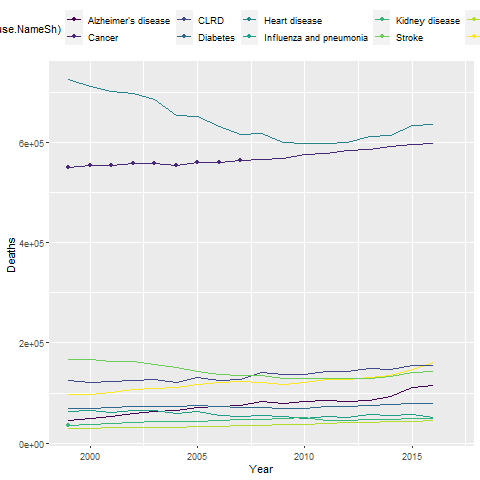 Alzheimer's disease CLRD Heart disease Kidney disease
use.NameSh)
Cancer Diabetes Influenza and pneumonia Stroke
6e+05
4e+05
Deaths
2e+05
0e+00
2000 2005 2010 2015
Year